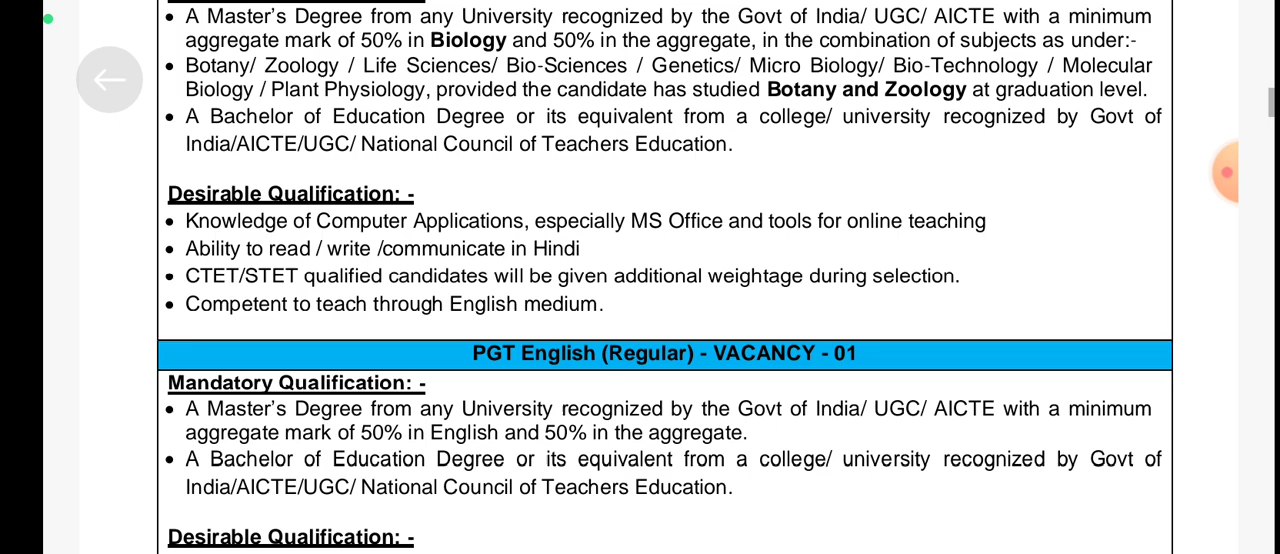 • A Master's Degree from any University recognized by the Govt of India/ UGC/ AICTE with a minimum
aggregate mark of 50% in Biology and 50% in the aggregate, in the combination of subjects as under:-
• Botany/ Zoology / Life Sciences/ Bio-Sciences / Genetics/ Micro Biology/ Bio-Technology / Molecular
Biology / Plant Physiology, provided the candidate has studied Botany and Zoology at graduation level.
• A Bachelor of Education Degree or its equivalent from a college/ university recognized by Govt of
India/AICTE/UGC/ National Council of Teachers Education.
Desirable Qualification: -
• Knowledge of Computer Applications, especially MS Office and tools for online teaching
• Ability to read / write /communicate in Hindi
• CTET/STET qualified candidates will be given additional weightage during selection.
• Competent to teach through English medium.
PGT English (Regular) - VACANCY - 01
Mandatory Qualification: -
• A Master's Degree from any University recognized by the Govt of India/ UGC/ AICTE with a minimum
aggregate mark of 50% in English and 50% in the aggregate.
• A Bachelor of Education Degree or its equivalent from a college/ university recognized by Govt of
India/AICTE/UGC/ National Council of Teachers Education.
Desirable Qualification: -